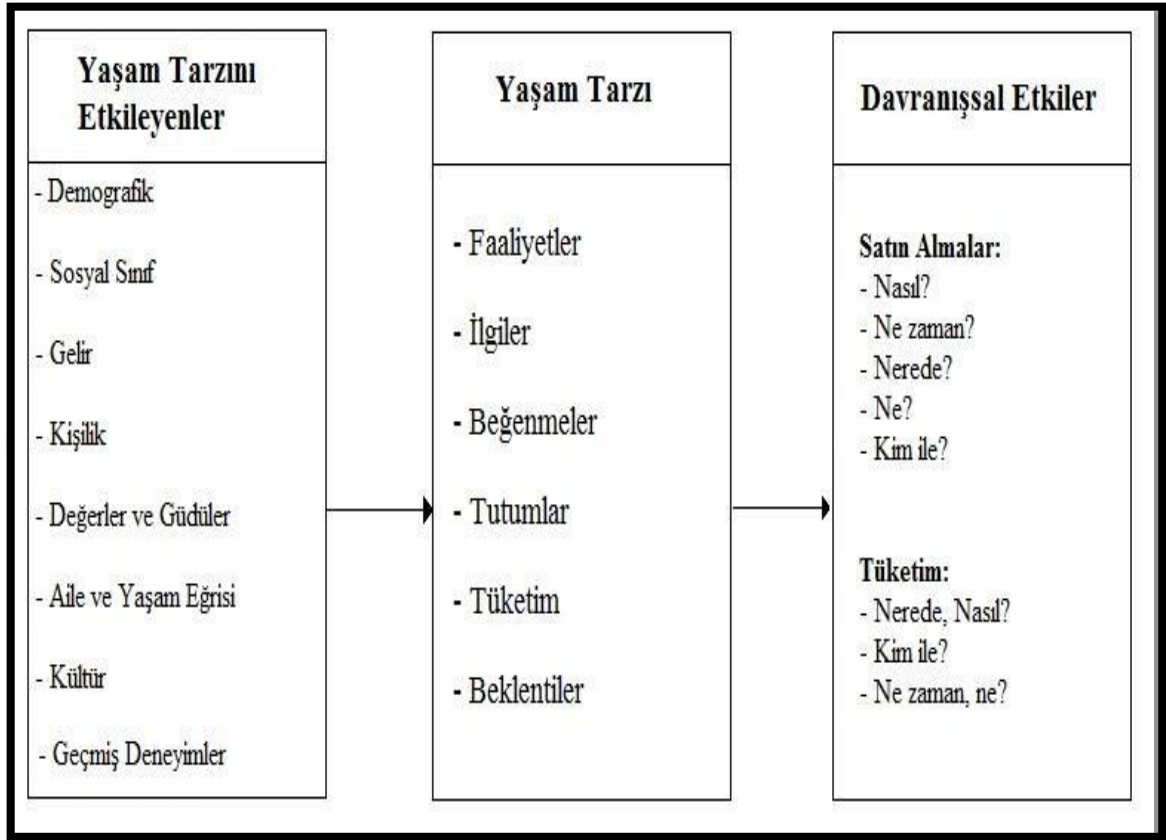 Yaşam Tarzını
Etkileyenler
- Demografik
- Sosyal Sınıf
- Gelir
- Kişilik
- Değerler ve Güdüler
- Aile ve Yaşam Eğrisi
- Kültür
- Geçmiş Deneyimler
Yaşam Tarzı
- Faaliyetler
- İlgiler
- Beğenmeler
- Tutumlar
- Tüketim
- Beklentiler
Davranışsal Etkiler
Satın Almalar:
- Nasıl?
- Ne zaman?
- Nerede?
- Ne?
- Kim ile?
Tüketim:
- Nerede, Nasıl?
- Kim ile?
- Ne zaman, ne?